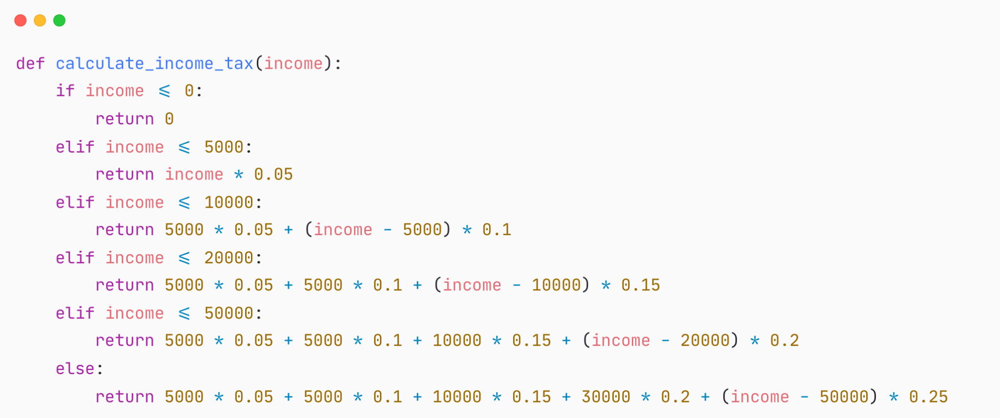 def calculate_income_tax(income):
    if income <= 0:
        return 0
    elif income <= 5000:
        return income * 0.05
    elif income <= 10000:
        return 5000 * 0.05 + (income - 5000) * 0.1
    elif income <= 20000:
        return 5000 * 0.05 + 5000 * 0.1 + (income - 10000) * 0.15
    elif income <= 50000:
        return 5000 * 0.05 + 5000 * 0.1 + 10000 * 0.15 + (income - 20000) * 0.2
    else:
        return 5000 * 0.05 + 5000 * 0.1 + 10000 * 0.15 + 30000 * 0.2 + (income - 50000) * 0.25